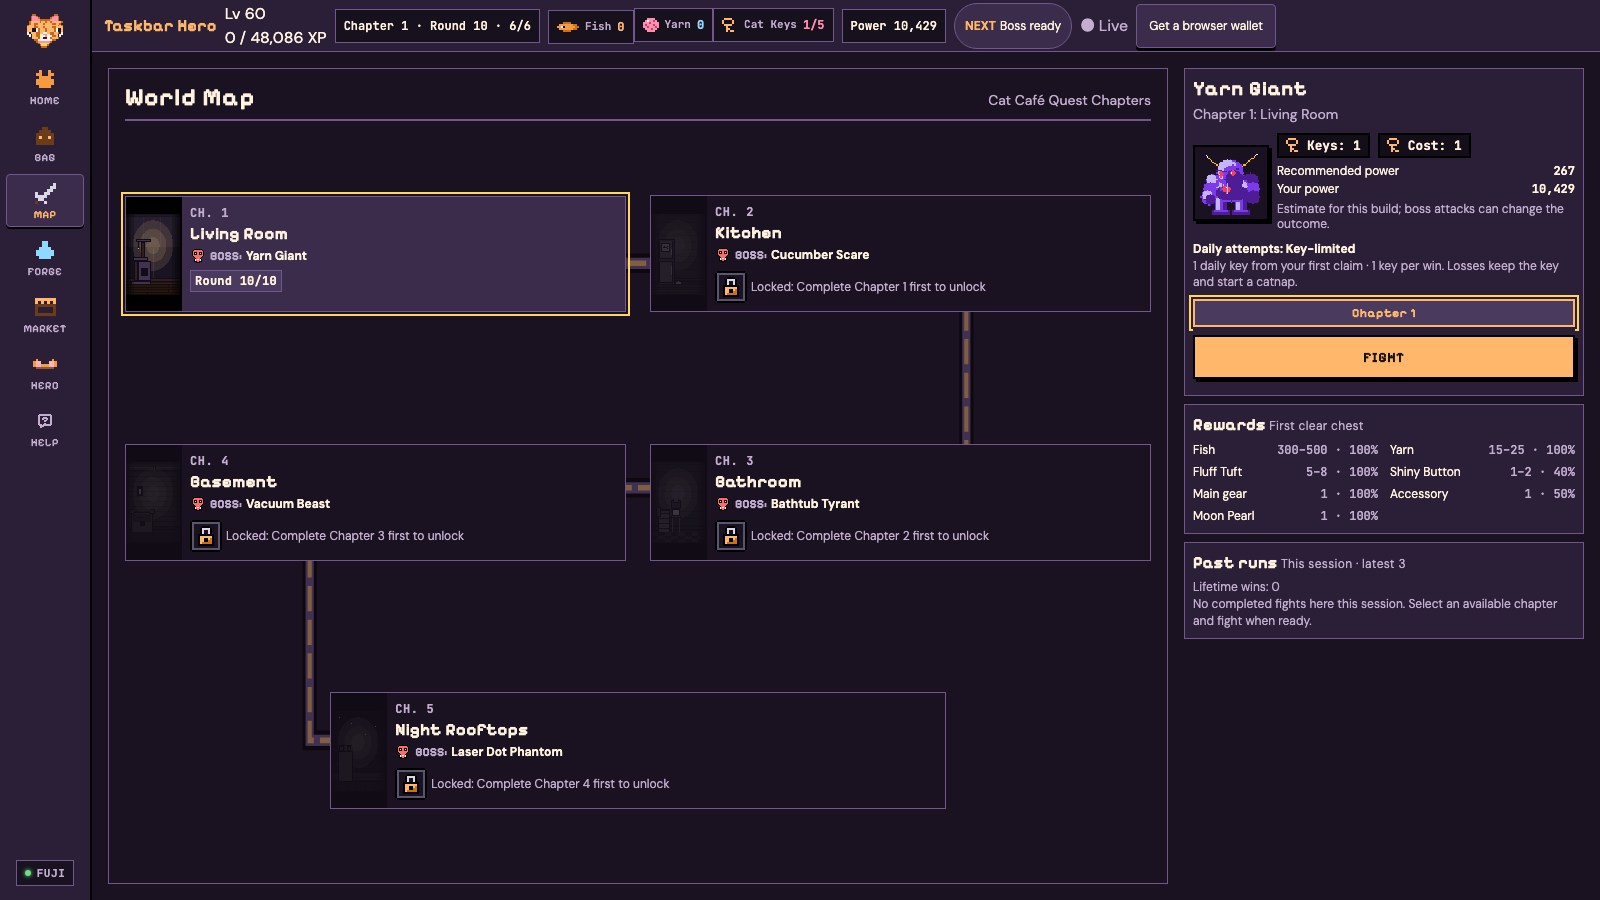 Taskbar Hero
Lv 60
0 / 48,086 XP
Chapter 1 · Round 10 · 6/6
Fish 0
Yarn 0
Cat Keys 1/5
Power 10,429
NEXT Boss ready
Live
Get a browser wallet
HOME
BAG
MAP
FORGE
MARKET
HERO
HELP
FUJI
World Map
Cat Café Quest Chapters
CH. 1
Living Room
BOSS: Yarn Giant
Round 10/10
CH. 2
Kitchen
BOSS: Cucumber Scare
Locked: Complete Chapter 1 first to unlock
CH. 4
Basement
BOSS: Vacuum Beast
Locked: Complete Chapter 3 first to unlock
CH. 3
Bathroom
BOSS: Bathtub Tyrant
Locked: Complete Chapter 2 first to unlock
CH. 5
Night Rooftops
BOSS: Laser Dot Phantom
Locked: Complete Chapter 4 first to unlock
Yarn Giant
Chapter 1: Living Room
Keys: 1
Cost: 1
Recommended power 267
Your power 10,429
Estimate for this build; boss attacks can change the
outcome.
Daily attempts: Key-limited
1 daily key from your first claim · 1 key per win. Losses keep the key
and start a catnap.
Chapter 1
FIGHT
Rewards First clear chest
Fish 300-500 · 100% Yarn 15-25 · 100%
Fluff Tuft 5-8 · 100% Shiny Button 1-2 · 40%
Main gear 1 · 100% Accessory 1 · 50%
Moon Pearl 1 · 100%
Past runs This session · latest 3
Lifetime wins: 0
No completed fights here this session. Select an available chapter
and fight when ready.